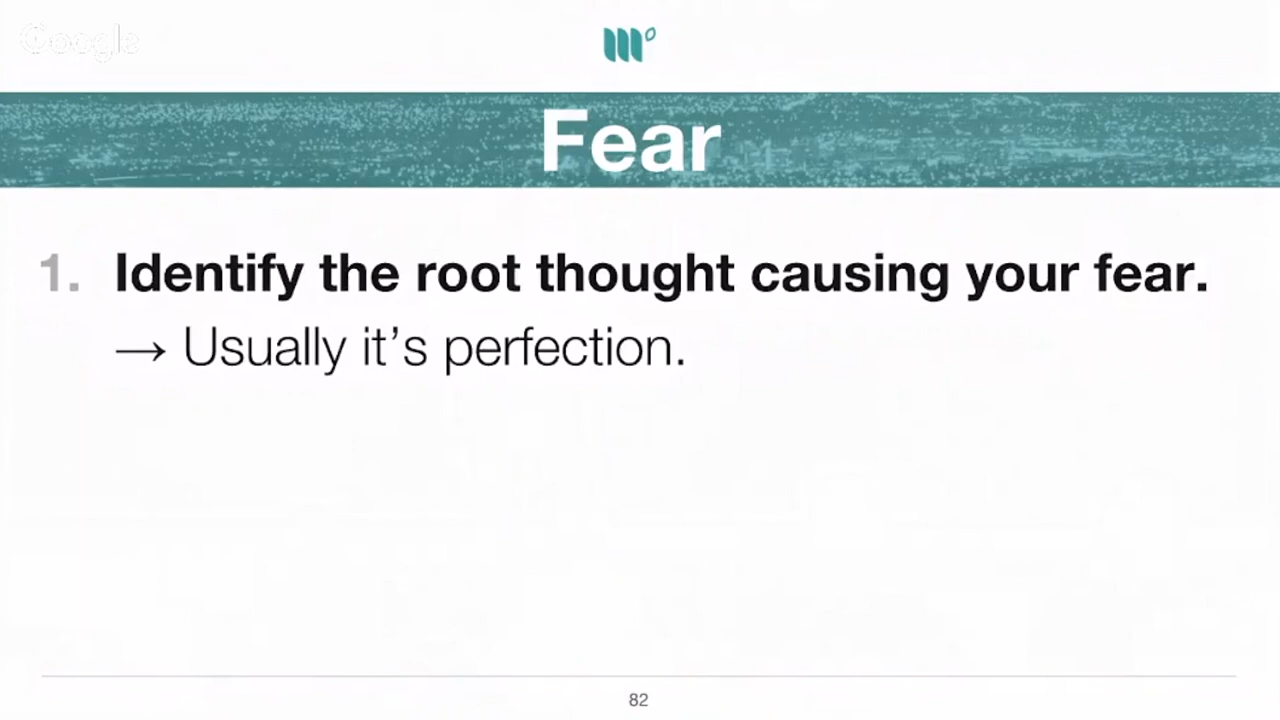 Google
Fear
1. Identify the root thought causing your fear.
→ Usually it’s perfection.
82